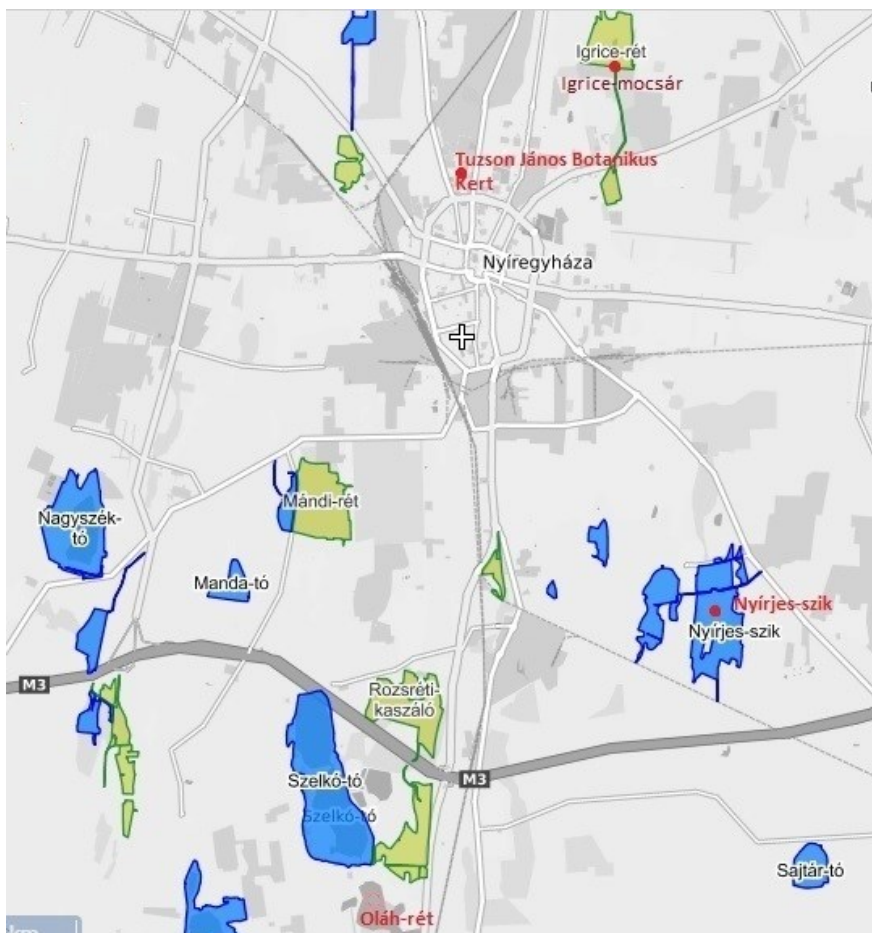 Igrice-rét
Igrice-mocsár
Tuzson János Botanikus
Kert
Nyíregyháza
Nagyszék-
tó
Mándi-rét
Manda-tó
Nyírjes-szik
Nyírjes-szik
M3
Rozsréti-
kaszáló
M3
Szelkó-tó
Szelkó-tó
Sajtár-tó
Oláh-rét
km